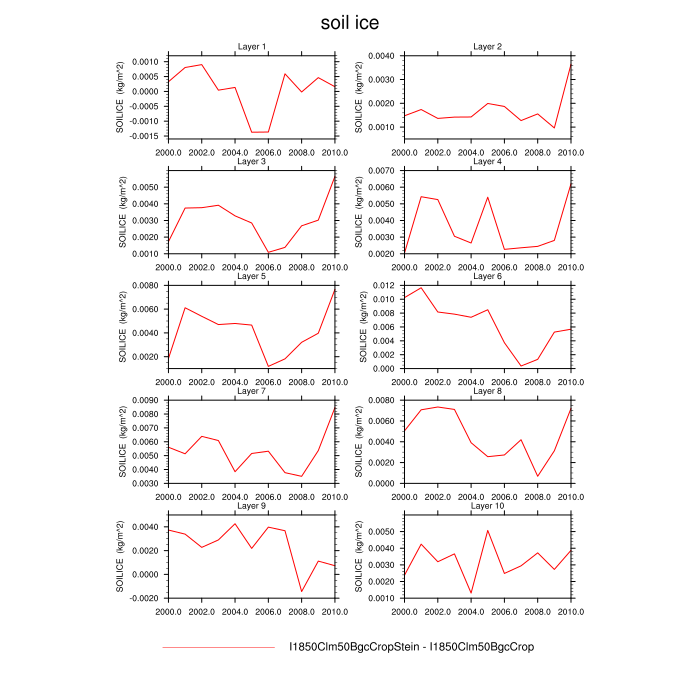 soil ice
Layer 1
Layer 2
SOILICE (kg/m^2)
0.0010
0.0005
0.0000
-0.0005
-0.0010
-0.0015
2000.0 2002.0 2004.0 2006.0 2008.0 2010.0
SOILICE (kg/m^2)
0.0040
0.0030
0.0020
0.0010
2000.0 2002.0 2004.0 2006.0 2008.0 2010.0
Layer 3
Layer 4
SOILICE (kg/m^2)
0.0050
0.0040
0.0030
0.0020
0.0010
2000.0 2002.0 2004.0 2006.0 2008.0 2010.0
SOILICE (kg/m^2)
0.0070
0.0060
0.0050
0.0040
0.0030
0.0020
2000.0 2002.0 2004.0 2006.0 2008.0 2010.0
Layer 5
Layer 6
SOILICE (kg/m^2)
0.0080
0.0060
0.0040
0.0020
2000.0 2002.0 2004.0 2006.0 2008.0 2010.0
SOILICE (kg/m^2)
0.012
0.010
0.008
0.006
0.004
0.002
0.000
2000.0 2002.0 2004.0 2006.0 2008.0 2010.0
Layer 7
Layer 8
SOILICE (kg/m^2)
0.0090
0.0080
0.0070
0.0060
0.0050
0.0040
0.0030
2000.0 2002.0 2004.0 2006.0 2008.0 2010.0
SOILICE (kg/m^2)
0.0080
0.0060
0.0040
0.0020
0.0000
2000.0 2002.0 2004.0 2006.0 2008.0 2010.0
Layer 9
Layer 10
SOILICE (kg/m^2)
0.0040
0.0020
0.0000
-0.0020
2000.0 2002.0 2004.0 2006.0 2008.0 2010.0
SOILICE (kg/m^2)
0.0050
0.0040
0.0030
0.0020
0.0010
2000.0 2002.0 2004.0 2006.0 2008.0 2010.0
I1850Clm50BgcCropStein - I1850Clm50BgcCrop